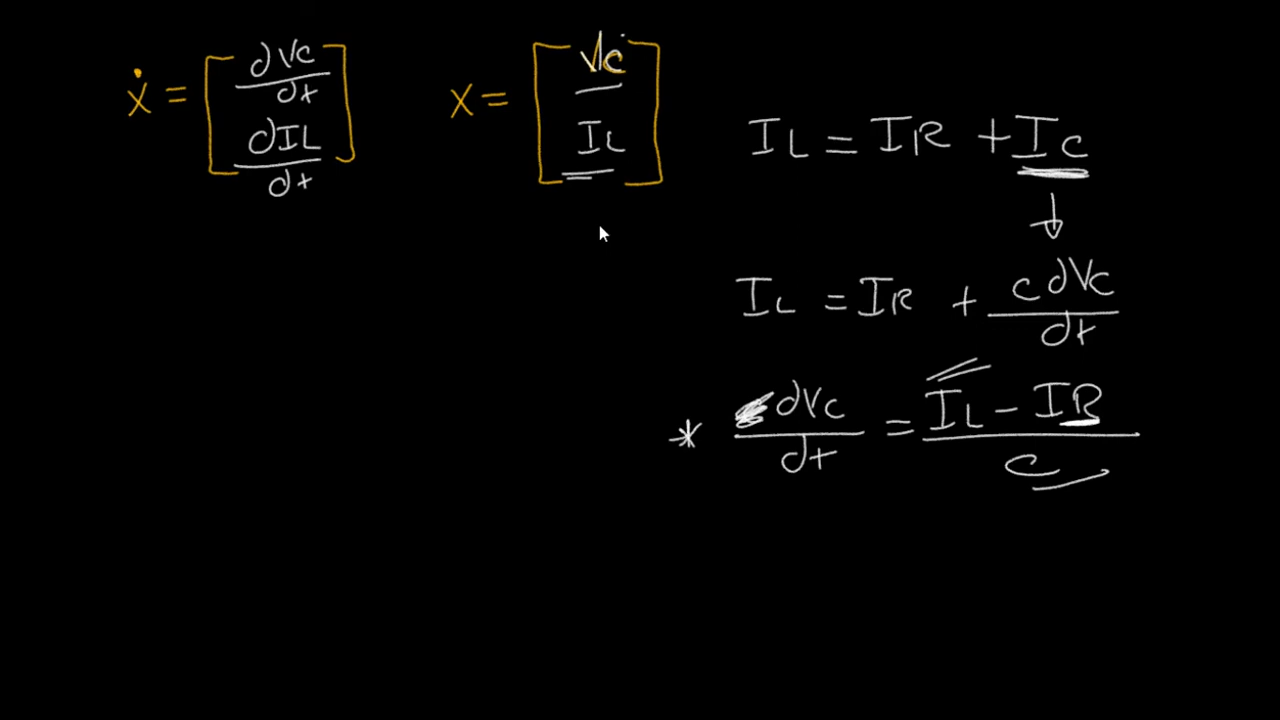 ẋ = [ dVc/dt
dIL/dt ]
x = [ Vc
IL ]
IL = IR + Ic
IL = IR + c dVc/dt
* dVc/dt = IL - IR / c